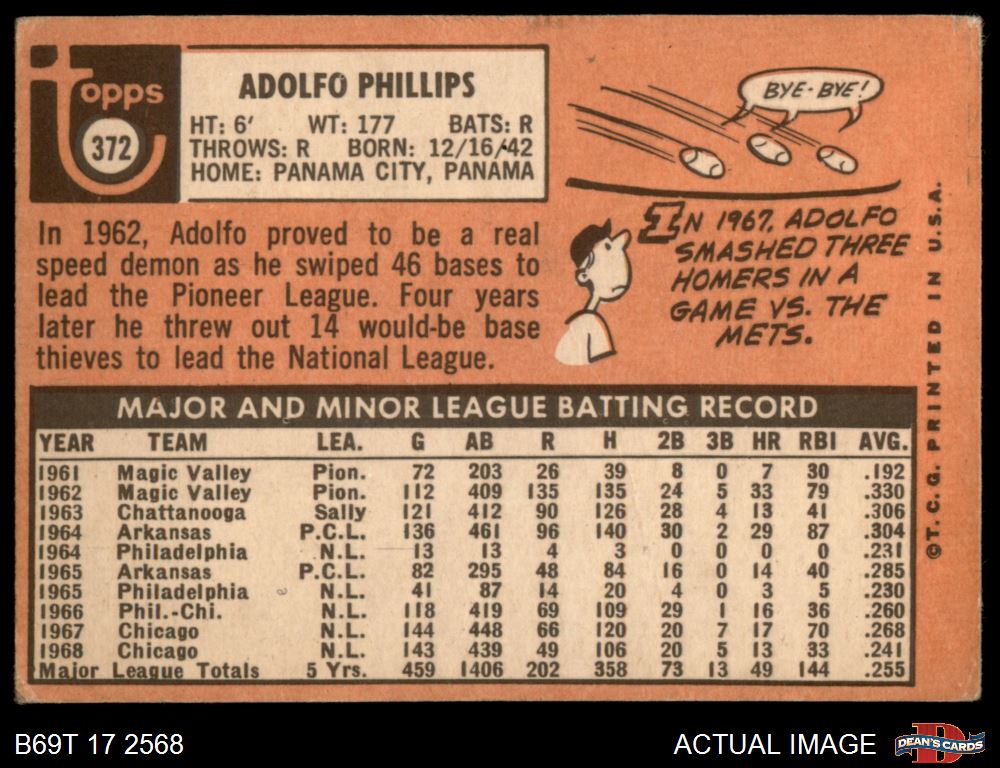 Topps
372
ADOLFO PHILLIPS
HT: 6' WT: 177 BATS: R
THROWS: R BORN: 12/16/42
HOME: PANAMA CITY, PANAMA
In 1962, Adolfo proved to be a real
speed demon as he swiped 46 bases to
lead the Pioneer League. Four years
later he threw out 14 would-be base
thieves to lead the National League.
BYE-BYE!
IN 1967, ADOLFO
SMASHED THREE
HOMERS IN A
GAME VS. THE
METS.
©T.C.G. PRINTED IN U.S.A.
MAJOR AND MINOR LEAGUE BATTING RECORD
YEAR TEAM LEA. G AB R H 2B 3B HR RBI AVG.
1961 Magic Valley Pion. 72 203 26 39 8 0 7 30 .192
1962 Magic Valley Pion. 112 409 135 135 24 5 33 79 .330
1963 Chattanooga Sally 121 412 90 126 28 4 13 41 .306
1964 Arkansas P.C.L. 136 461 96 140 30 2 29 87 .304
1964 Philadelphia N.L. 13 13 4 3 0 0 0 0 .231
1965 Arkansas P.C.L. 82 295 48 84 16 0 14 40 .285
1965 Philadelphia N.L. 41 87 14 20 4 0 3 5 .230
1966 Phil.-Chi. N.L. 118 419 69 109 29 1 16 36 .260
1967 Chicago N.L. 144 448 66 120 20 7 17 70 .268
1968 Chicago N.L. 143 439 49 106 20 5 13 33 .241
Major League Totals 5 Yrs. 459 1406 202 358 73 13 49 144 .255
B69T 17 2568
ACTUAL IMAGE
D
DEAN'S CARDS